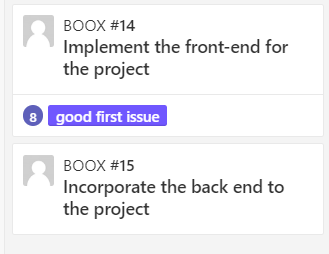 BOOX #14
Implement the front-end for
the project
8 good first issue
BOOX #15
Incorporate the back end to
the project